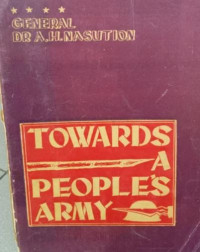 GENERAL
DR A.H. NASUTION
TOWARDS
A
PEOPLE'S
ARMY